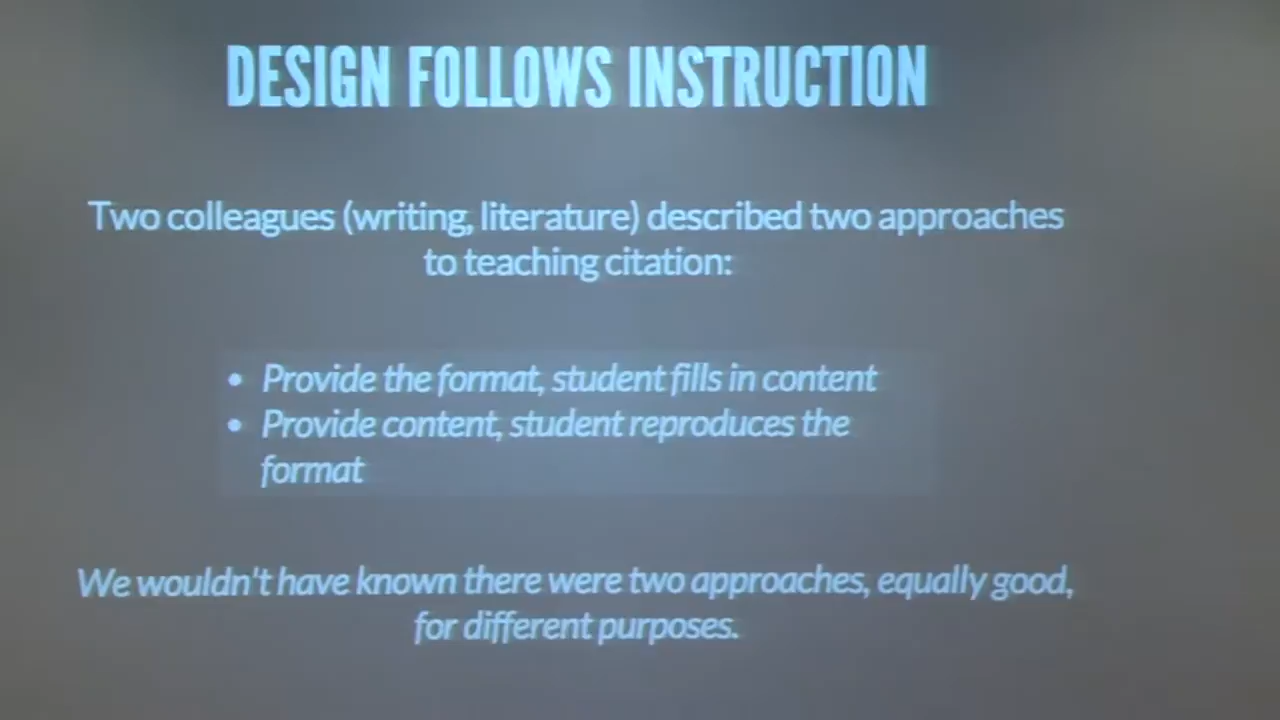 DESIGN FOLLOWS INSTRUCTION
Two colleagues (writing, literature) described two approaches
to teaching citation:
• Provide the format, student fills in content
• Provide content, student reproduces the
format
We wouldn't have known there were two approaches, equally good,
for different purposes.